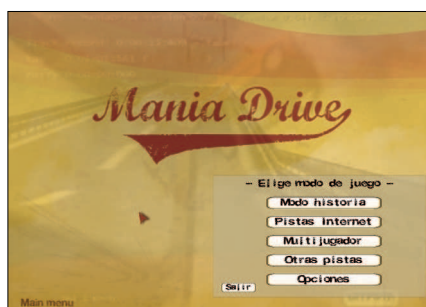 Mania Drive
– Elige modo de juego –
Modo historia
Pistas internet
Multijugador
Otras pistas
Opciones
Salir
Main menu